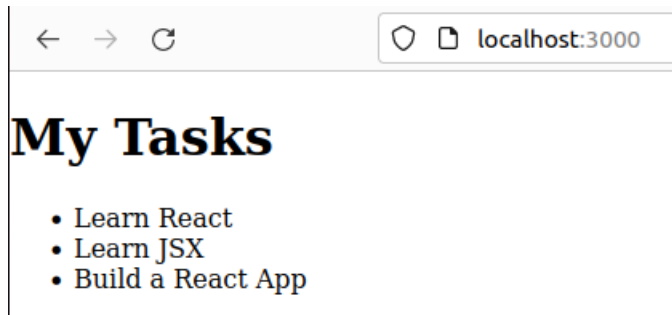 localhost:3000
My Tasks
Learn React
Learn JSX
Build a React App